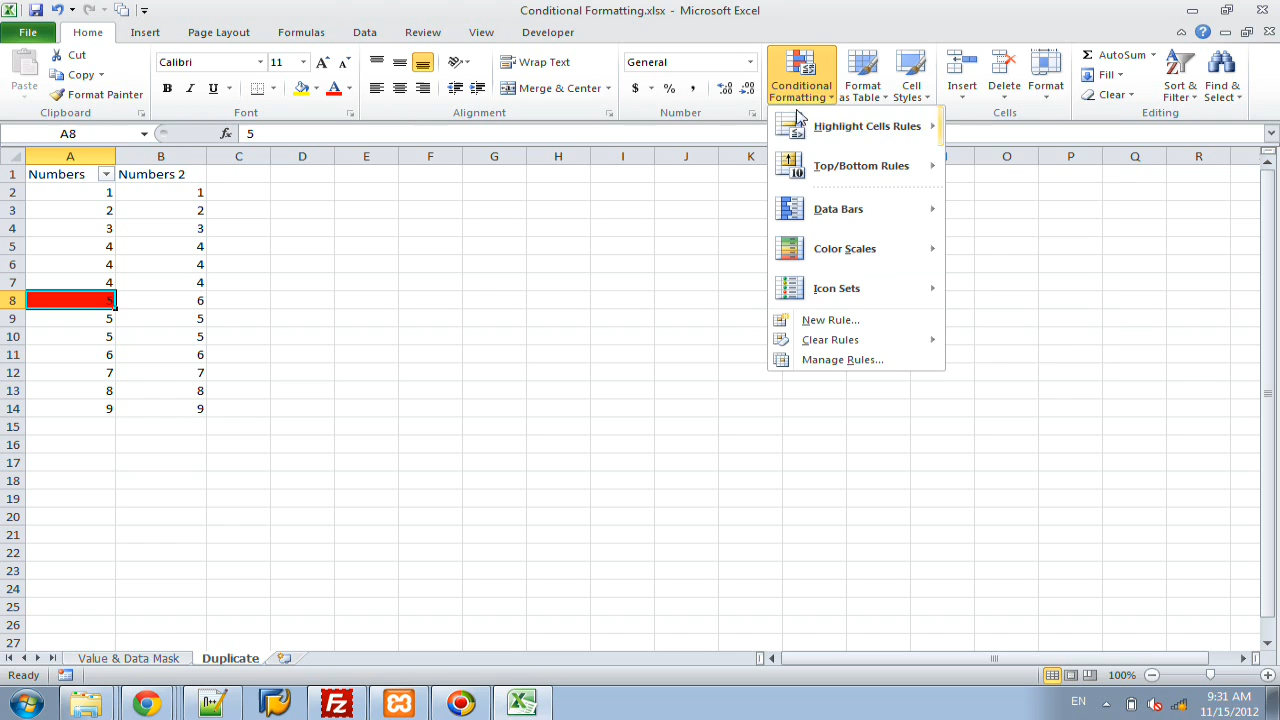 Conditional Formatting.xlsx - Microsoft Excel
File Home Insert Page Layout Formulas Data Review View Developer
Paste Cut Copy Format Painter
Calibri 11
Wrap Text Merge & Center
General
Conditional Formatting Format as Table Cell Styles
Insert Delete Format
AutoSum Fill Clear Sort & Filter Find & Select
Clipboard Font Alignment Number Cells Editing
A8 fx 5
Highlight Cells Rules
Top/Bottom Rules
Data Bars
Color Scales
Icon Sets
New Rule...
Clear Rules
Manage Rules...
A B C D E F G H I J K O P Q R
1 Numbers Numbers 2
2 1 1
3 2 2
4 3 3
5 4 4
6 4 4
7 4 4
8 5 6
9 5 5
10 5 5
11 6 6
12 7 7
13 8 8
14 9 9
15
16
17
18
19
20
21
22
23
24
25
26
27
Value & Data Mask Duplicate
Ready 100%
EN 9:31 AM
11/15/2012